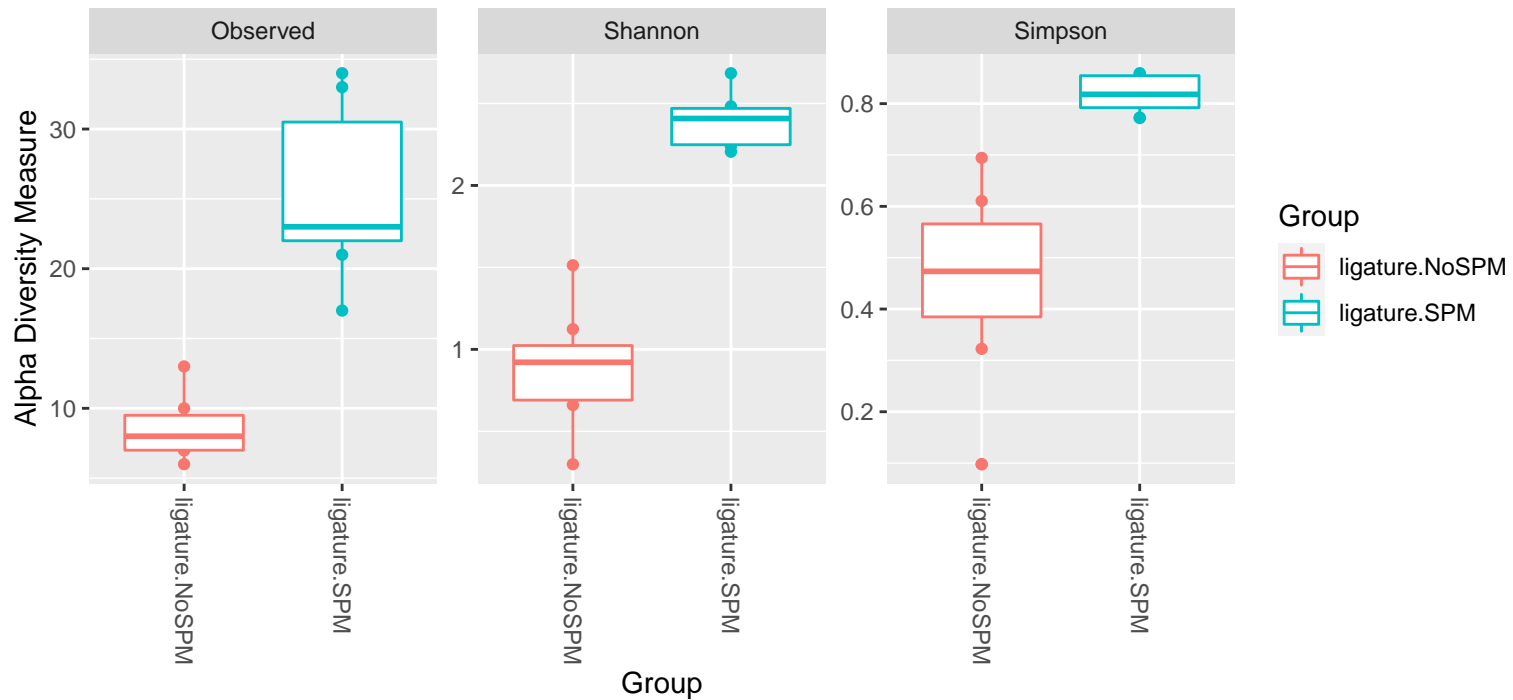 Observed
Shannon
Simpson
Alpha Diversity Measure
30
20
10
2
1
0.8
0.6
0.4
0.2
ligature.NoSPM
ligature.SPM
ligature.NoSPM
ligature.SPM
ligature.NoSPM
ligature.SPM
Group
Group
ligature.NoSPM
ligature.SPM